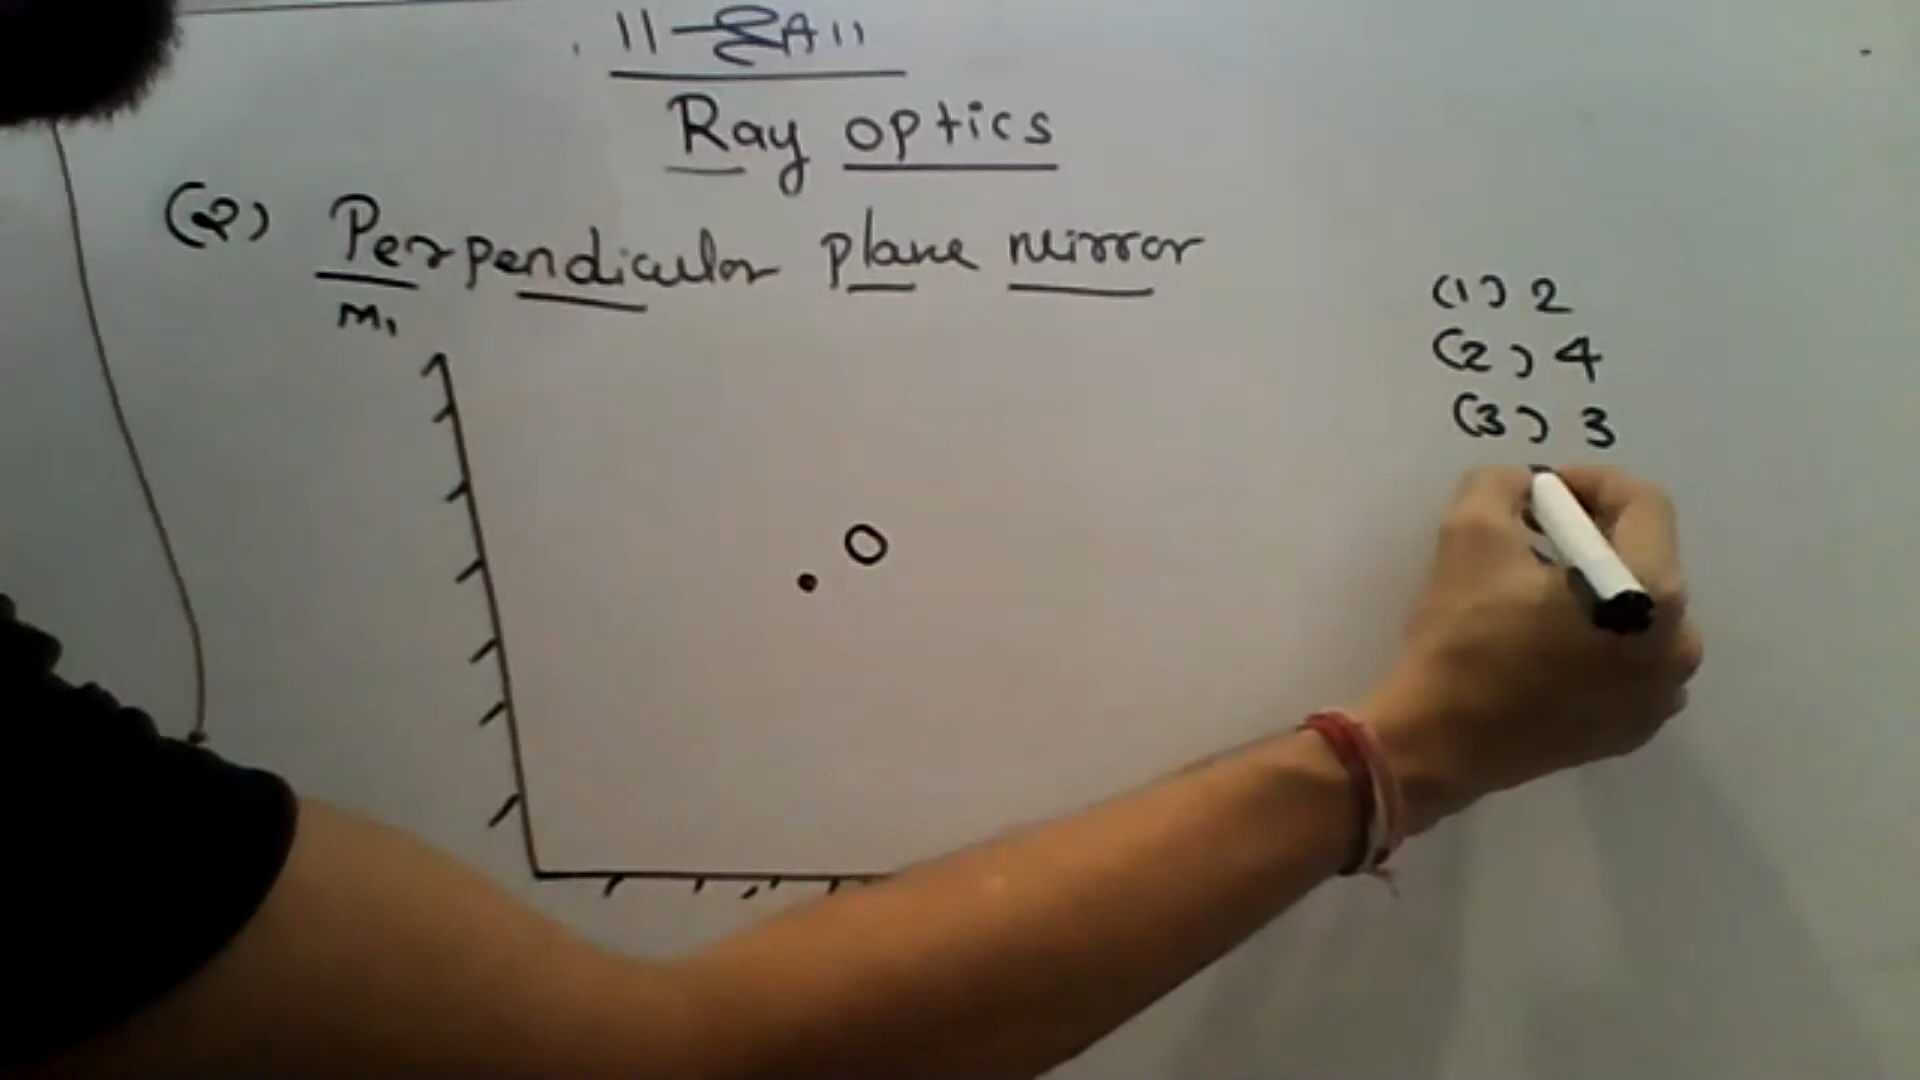 Ray optics
(2) Perpendicular plane mirror
M1
O
(1) 2
(2) 4
(3) 3